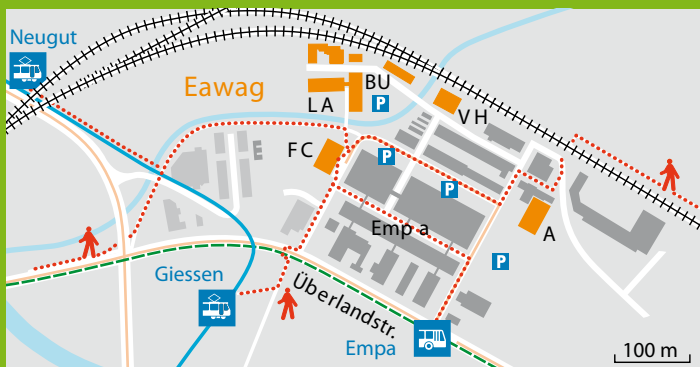 Neugut
Eawag
BU
LA
P
VH
FC
P
P
Empa
A
P
Giessen
Überlandstr.
Empa
100 m